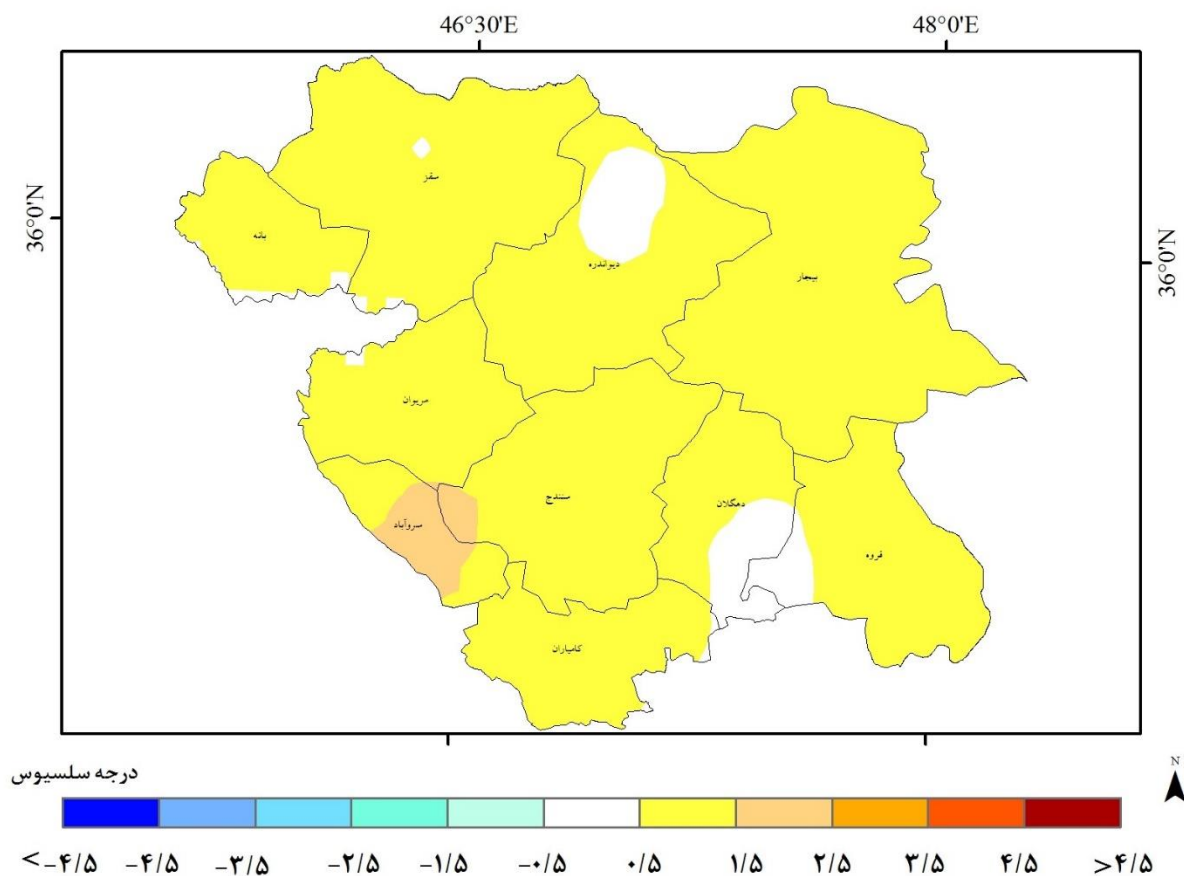 46°30'E
48°0'E
36°0'N
36°0'N
سقز
بانه
دیواندره
بیجار
مریوان
سنندج
دهگلان
سروآباد
قروه
کامیاران
درجه سلسیوس
N
<-۴/۵
-۴/۵
-۳/۵
-۲/۵
-۱/۵
-۰/۵
۰/۵
۱/۵
۲/۵
۳/۵
۴/۵
>۴/۵